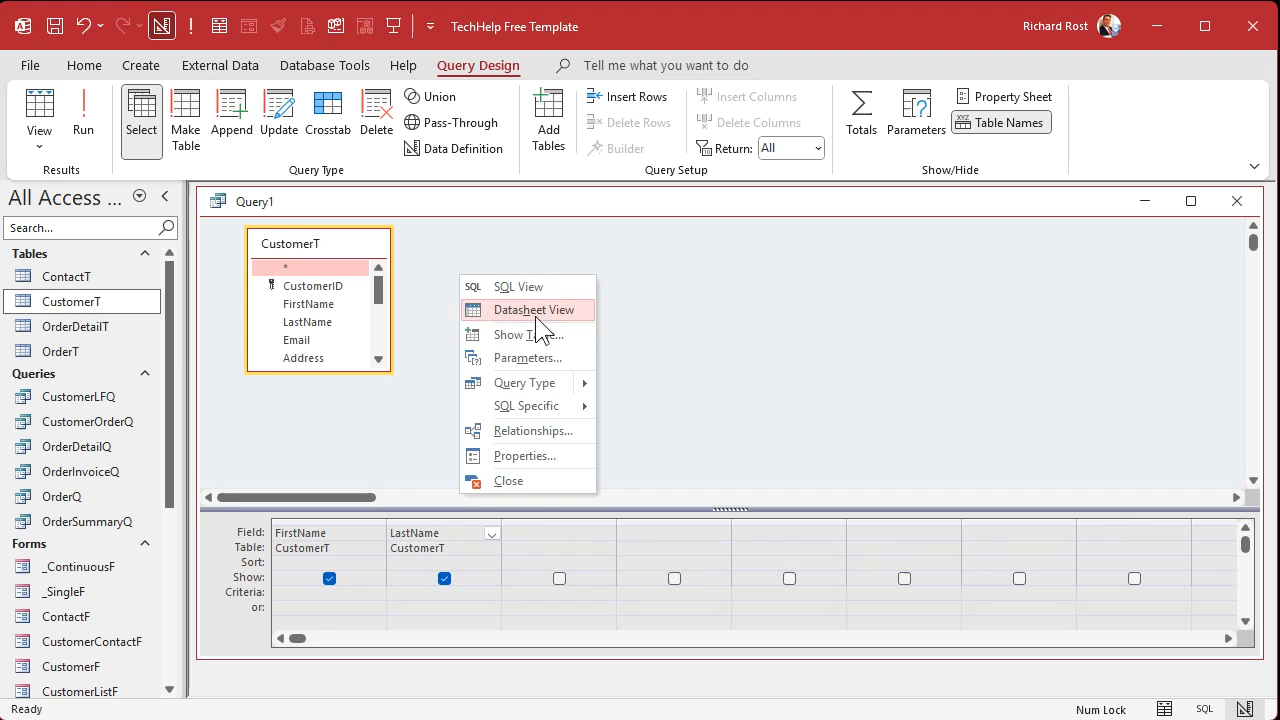 TechHelp Free Template
Richard Rost
File Home Create External Data Database Tools Help Query Design Tell me what you want to do
View
Run
Results
Select
Make Table
Append
Update
Crosstab
Delete
Union
Pass-Through
Data Definition
Query Type
Add Tables
Insert Rows
Delete Rows
Builder
Insert Columns
Delete Columns
Return: All
Query Setup
Totals
Parameters
Property Sheet
XYZ Table Names
Show/Hide
All Access ...
Search...
Tables
ContactT
CustomerT
OrderDetailT
OrderT
Queries
CustomerLFQ
CustomerOrderQ
OrderDetailQ
OrderInvoiceQ
OrderQ
OrderSummaryQ
Forms
_ContinuousF
_SingleF
ContactF
CustomerContactF
CustomerF
CustomerListF
Query1
CustomerT
*
CustomerID
FirstName
LastName
Email
Address
SQL SQL View
Datasheet View
Show
Parameters...
Query Type
SQL Specific
Relationships...
Properties...
Close
Field: FirstName LastName
Table: CustomerT CustomerT
Sort:
Show:
Criteria:
or:
Ready
Num Lock
SQL